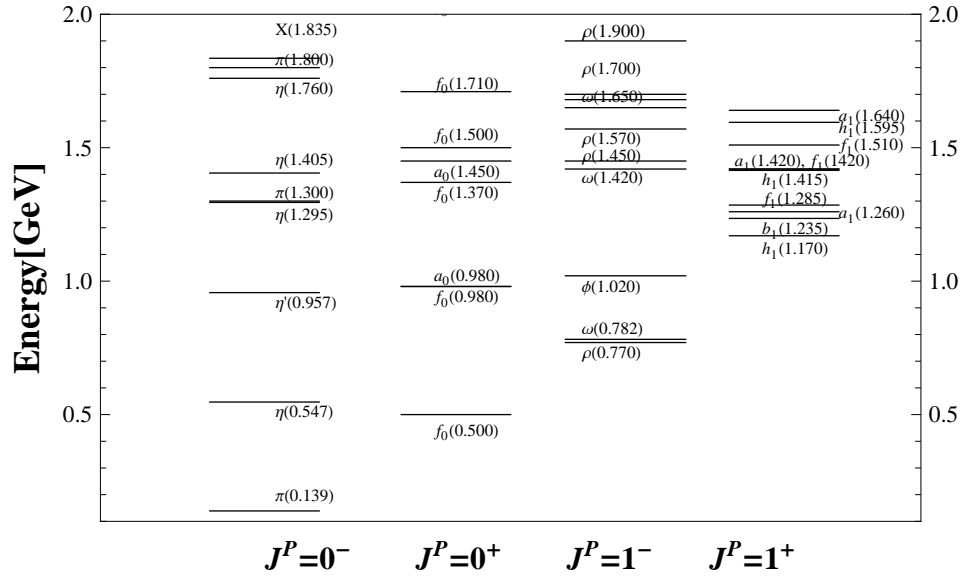 2.0 2.0
1.5 1.5
1.0 1.0
0.5 0.5
Energy[GeV]
X(1.835)
π(1.800)
η(1.760)
η(1.405)
π(1.300)
η(1.295)
η'(0.957)
η(0.547)
π(0.139)
f₀(1.710)
f₀(1.500)
a₀(1.450)
f₀(1.370)
a₀(0.980)
f₀(0.980)
f₀(0.500)
ρ(1.900)
ρ(1.700)
ω(1.650)
ρ(1.570)
ρ(1.450)
ω(1.420)
ϕ(1.020)
ω(0.782)
ρ(0.770)
a₁(1.640)
h₁(1.595)
f₁(1.510)
a₁(1.420), f₁(1420)
h₁(1.415)
f₁(1.285)
a₁(1.260)
b₁(1.235)
h₁(1.170)
Jᴾ=0⁻ Jᴾ=0⁺ Jᴾ=1⁻ Jᴾ=1⁺